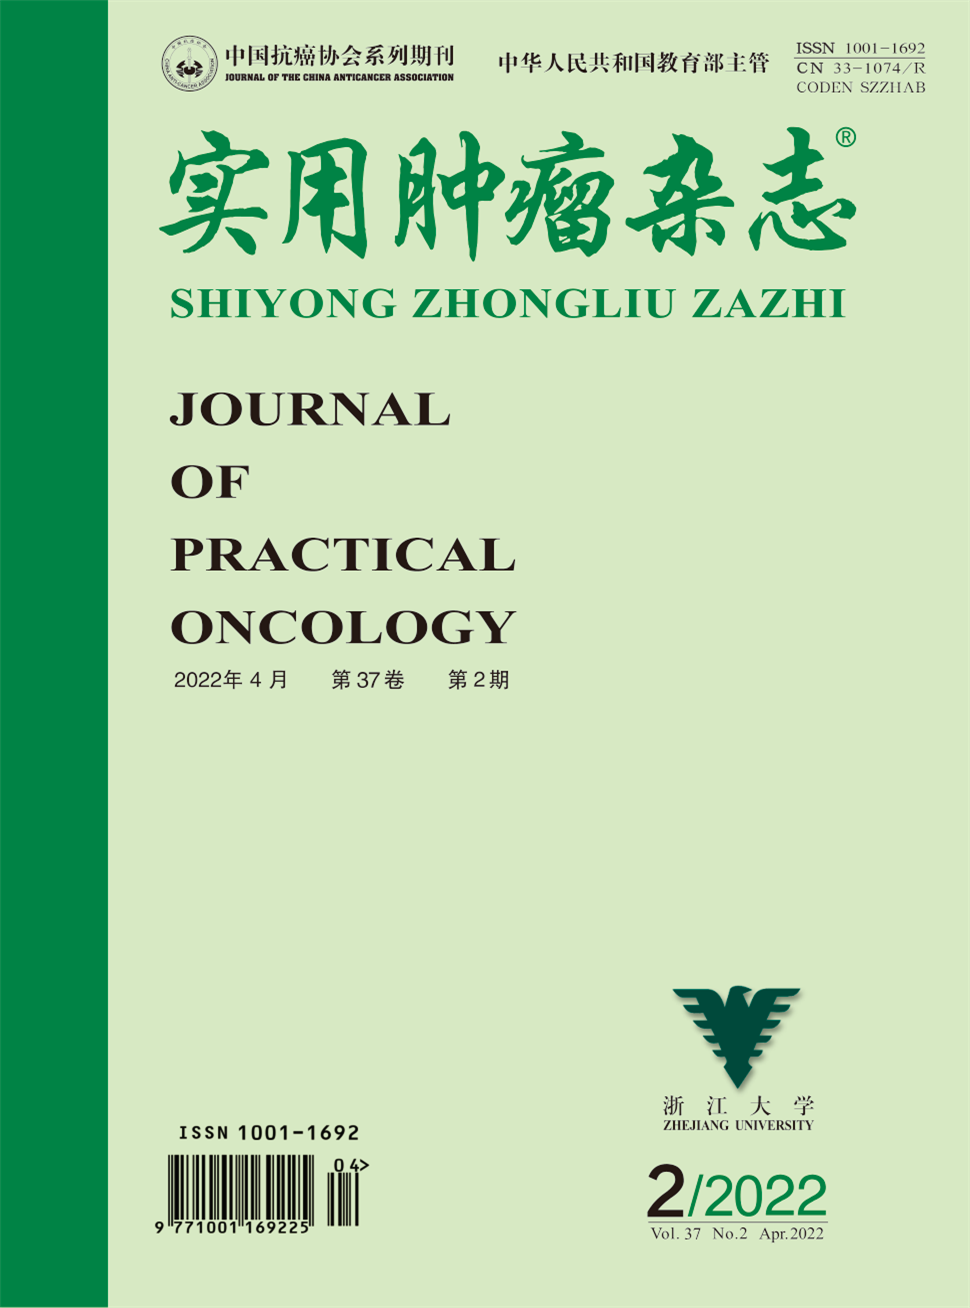 中国抗癌协会系列期刊
JOURNAL OF THE CHINA ANTICANCER ASSOCIATION
中华人民共和国教育部主管
ISSN 1001-1692
CN 33-1074/R
CODEN SZZHAB
实用肿瘤杂志®
SHIYONG ZHONGLIU ZAZHI
JOURNAL
OF
PRACTICAL
ONCOLOGY
2022年4月 第37卷 第2期
浙江大学
ZHEJIANG UNIVERSITY
ISSN 1001-1692
04>
9 771001 169225
2/2022
Vol. 37 No.2 Apr.2022